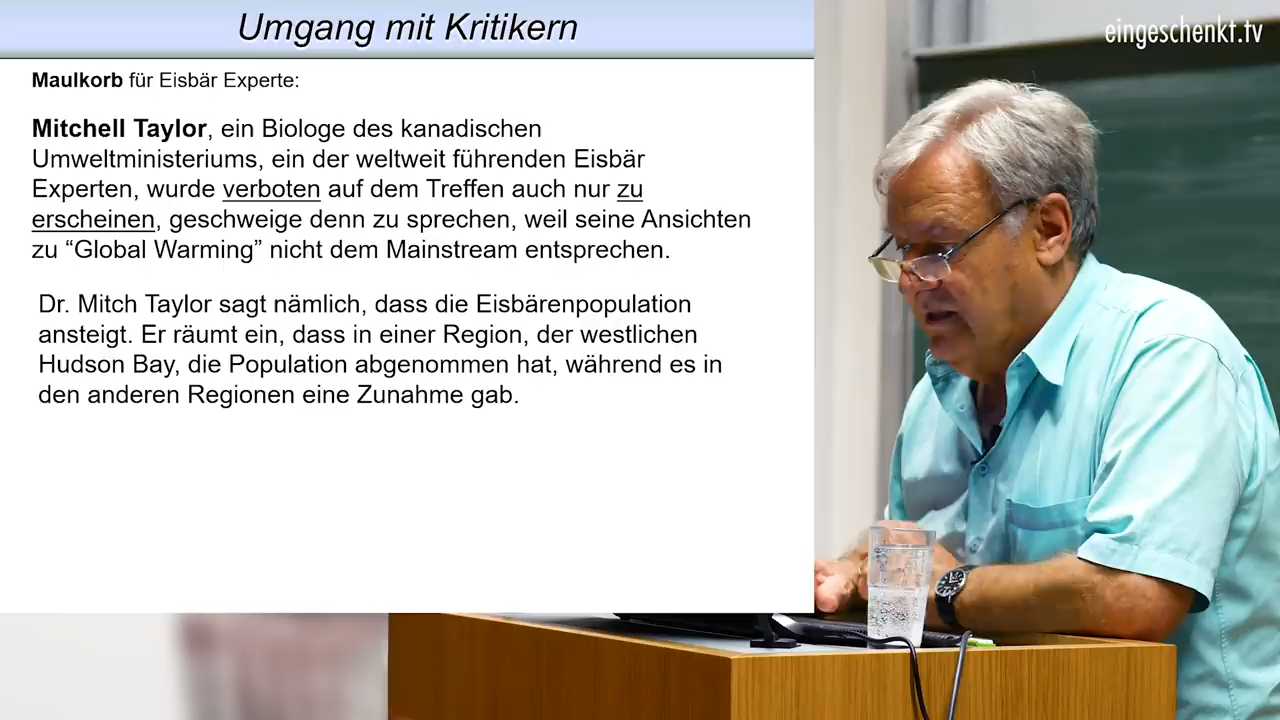 Umgang mit Kritikern
eingeschenkt.tv
Maulkorb für Eisbär Experte:
Mitchell Taylor, ein Biologe des kanadischen
Umweltministeriums, ein der weltweit führenden Eisbär
Experten, wurde verboten auf dem Treffen auch nur zu
erscheinen, geschweige denn zu sprechen, weil seine Ansichten
zu “Global Warming” nicht dem Mainstream entsprechen.
Dr. Mitch Taylor sagt nämlich, dass die Eisbärenpopulation
ansteigt. Er räumt ein, dass in einer Region, der westlichen
Hudson Bay, die Population abgenommen hat, während es in
den anderen Regionen eine Zunahme gab.